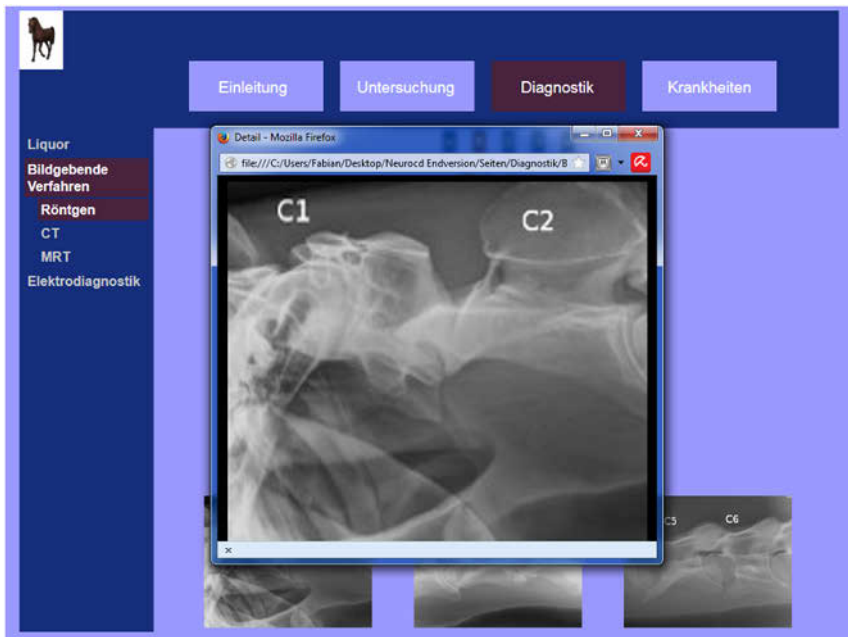 Einleitung
Untersuchung
Diagnostik
Krankheiten
Liquor
Bildgebende
Verfahren
Röntgen
CT
MRT
Elektrodiagnostik
Detail - Mozilla Firefox
file:///C:/Users/Fabian/Desktop/Neurocd Endversion/Seiten/Diagnostik/B
C1
C2
C5
C6